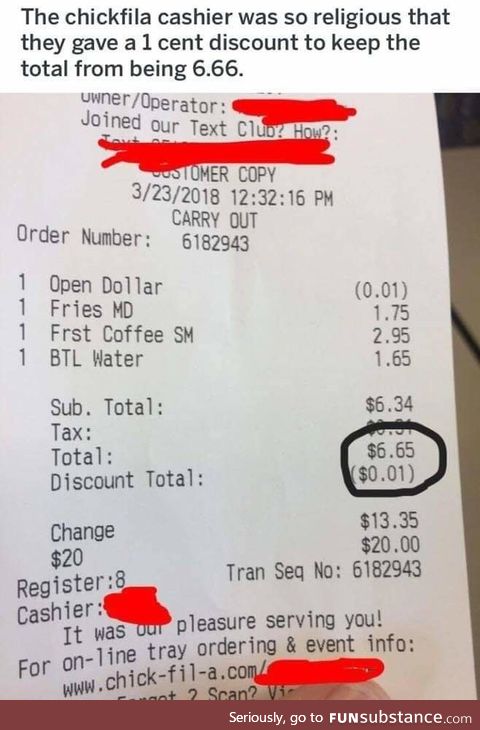 The chickfila cashier was so religious that
they gave a 1 cent discount to keep the
total from being 6.66.
Owner/Operator:
Joined our Text Club? How?:
CUSTOMER COPY
3/23/2018 12:32:16 PM
CARRY OUT
Order Number: 6182943
1 Open Dollar (0.01)
1 Fries MD 1.75
1 Frst Coffee SM 2.95
1 BTL Water 1.65
Sub. Total: $6.34
Tax: $0.31
Total: $6.65
Discount Total: ($0.01)
Change $13.35
$20 $20.00
Register:8 Tran Seq No: 6182943
Cashier:
It was our pleasure serving you!
For on-line tray ordering & event info:
www.chick-fil-a.com/
? Scan?
Seriously, go to FUNsubstance.com